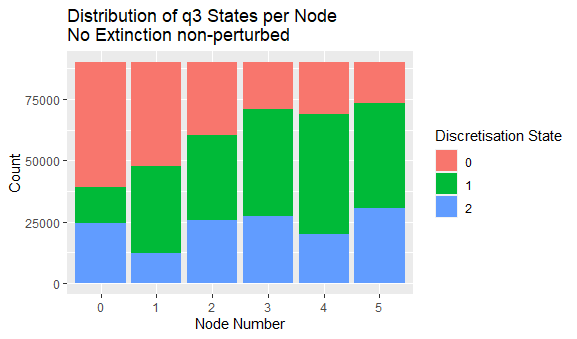 Distribution of q3 States per Node
No Extinction non-perturbed
Count
75000
50000
25000
0
0 1 2 3 4 5
Node Number
Discretisation State
0
1
2